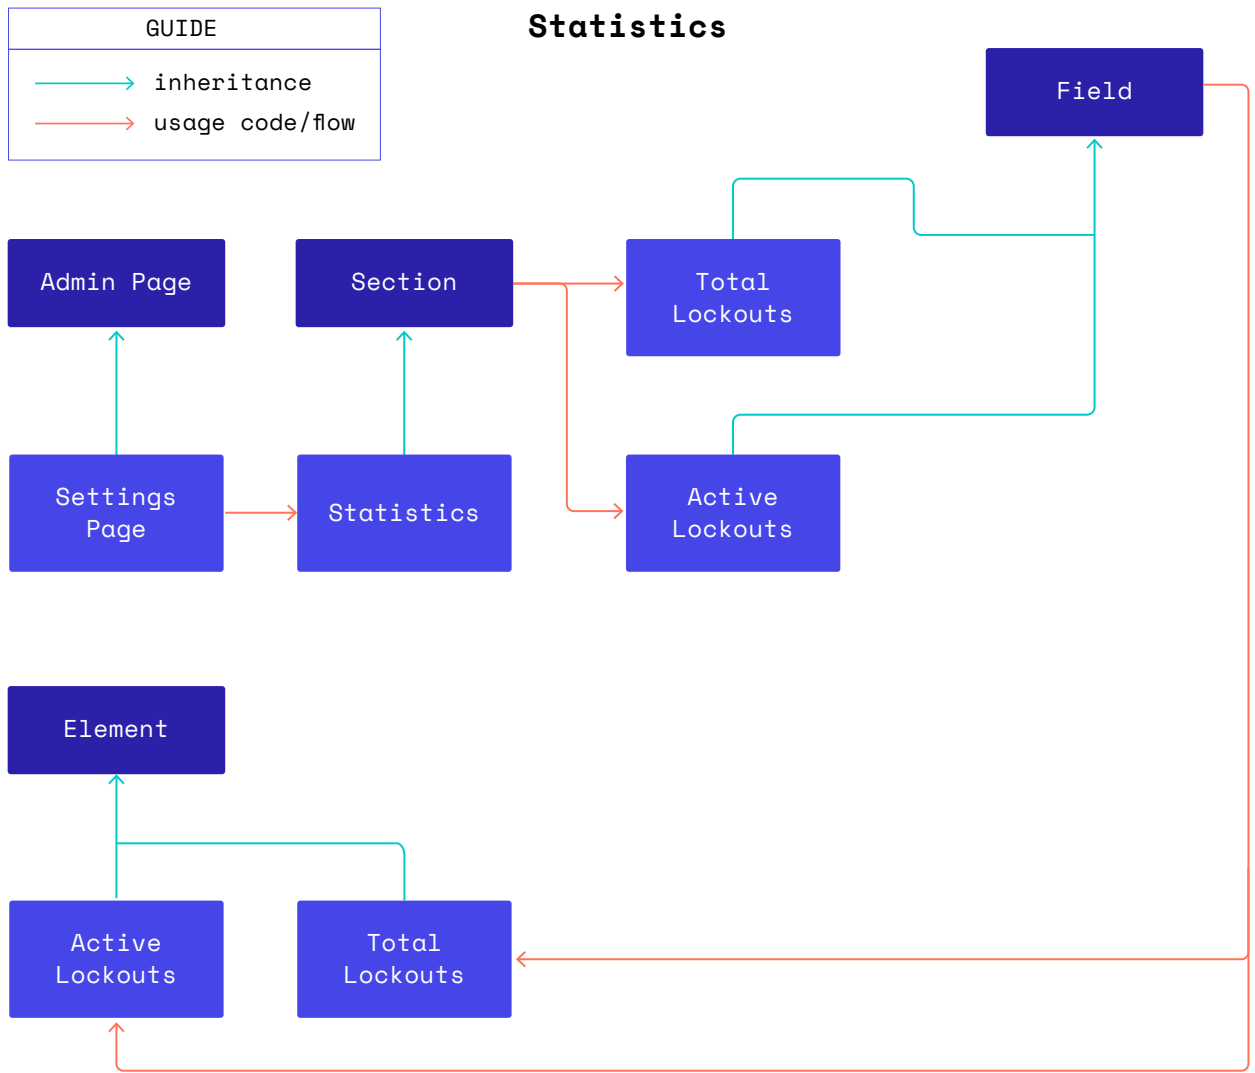 GUIDE
inheritance
usage code/flow
Statistics
Field
Admin Page
Section
Total
Lockouts
Settings
Page
Statistics
Active
Lockouts
Element
Active
Lockouts
Total
Lockouts